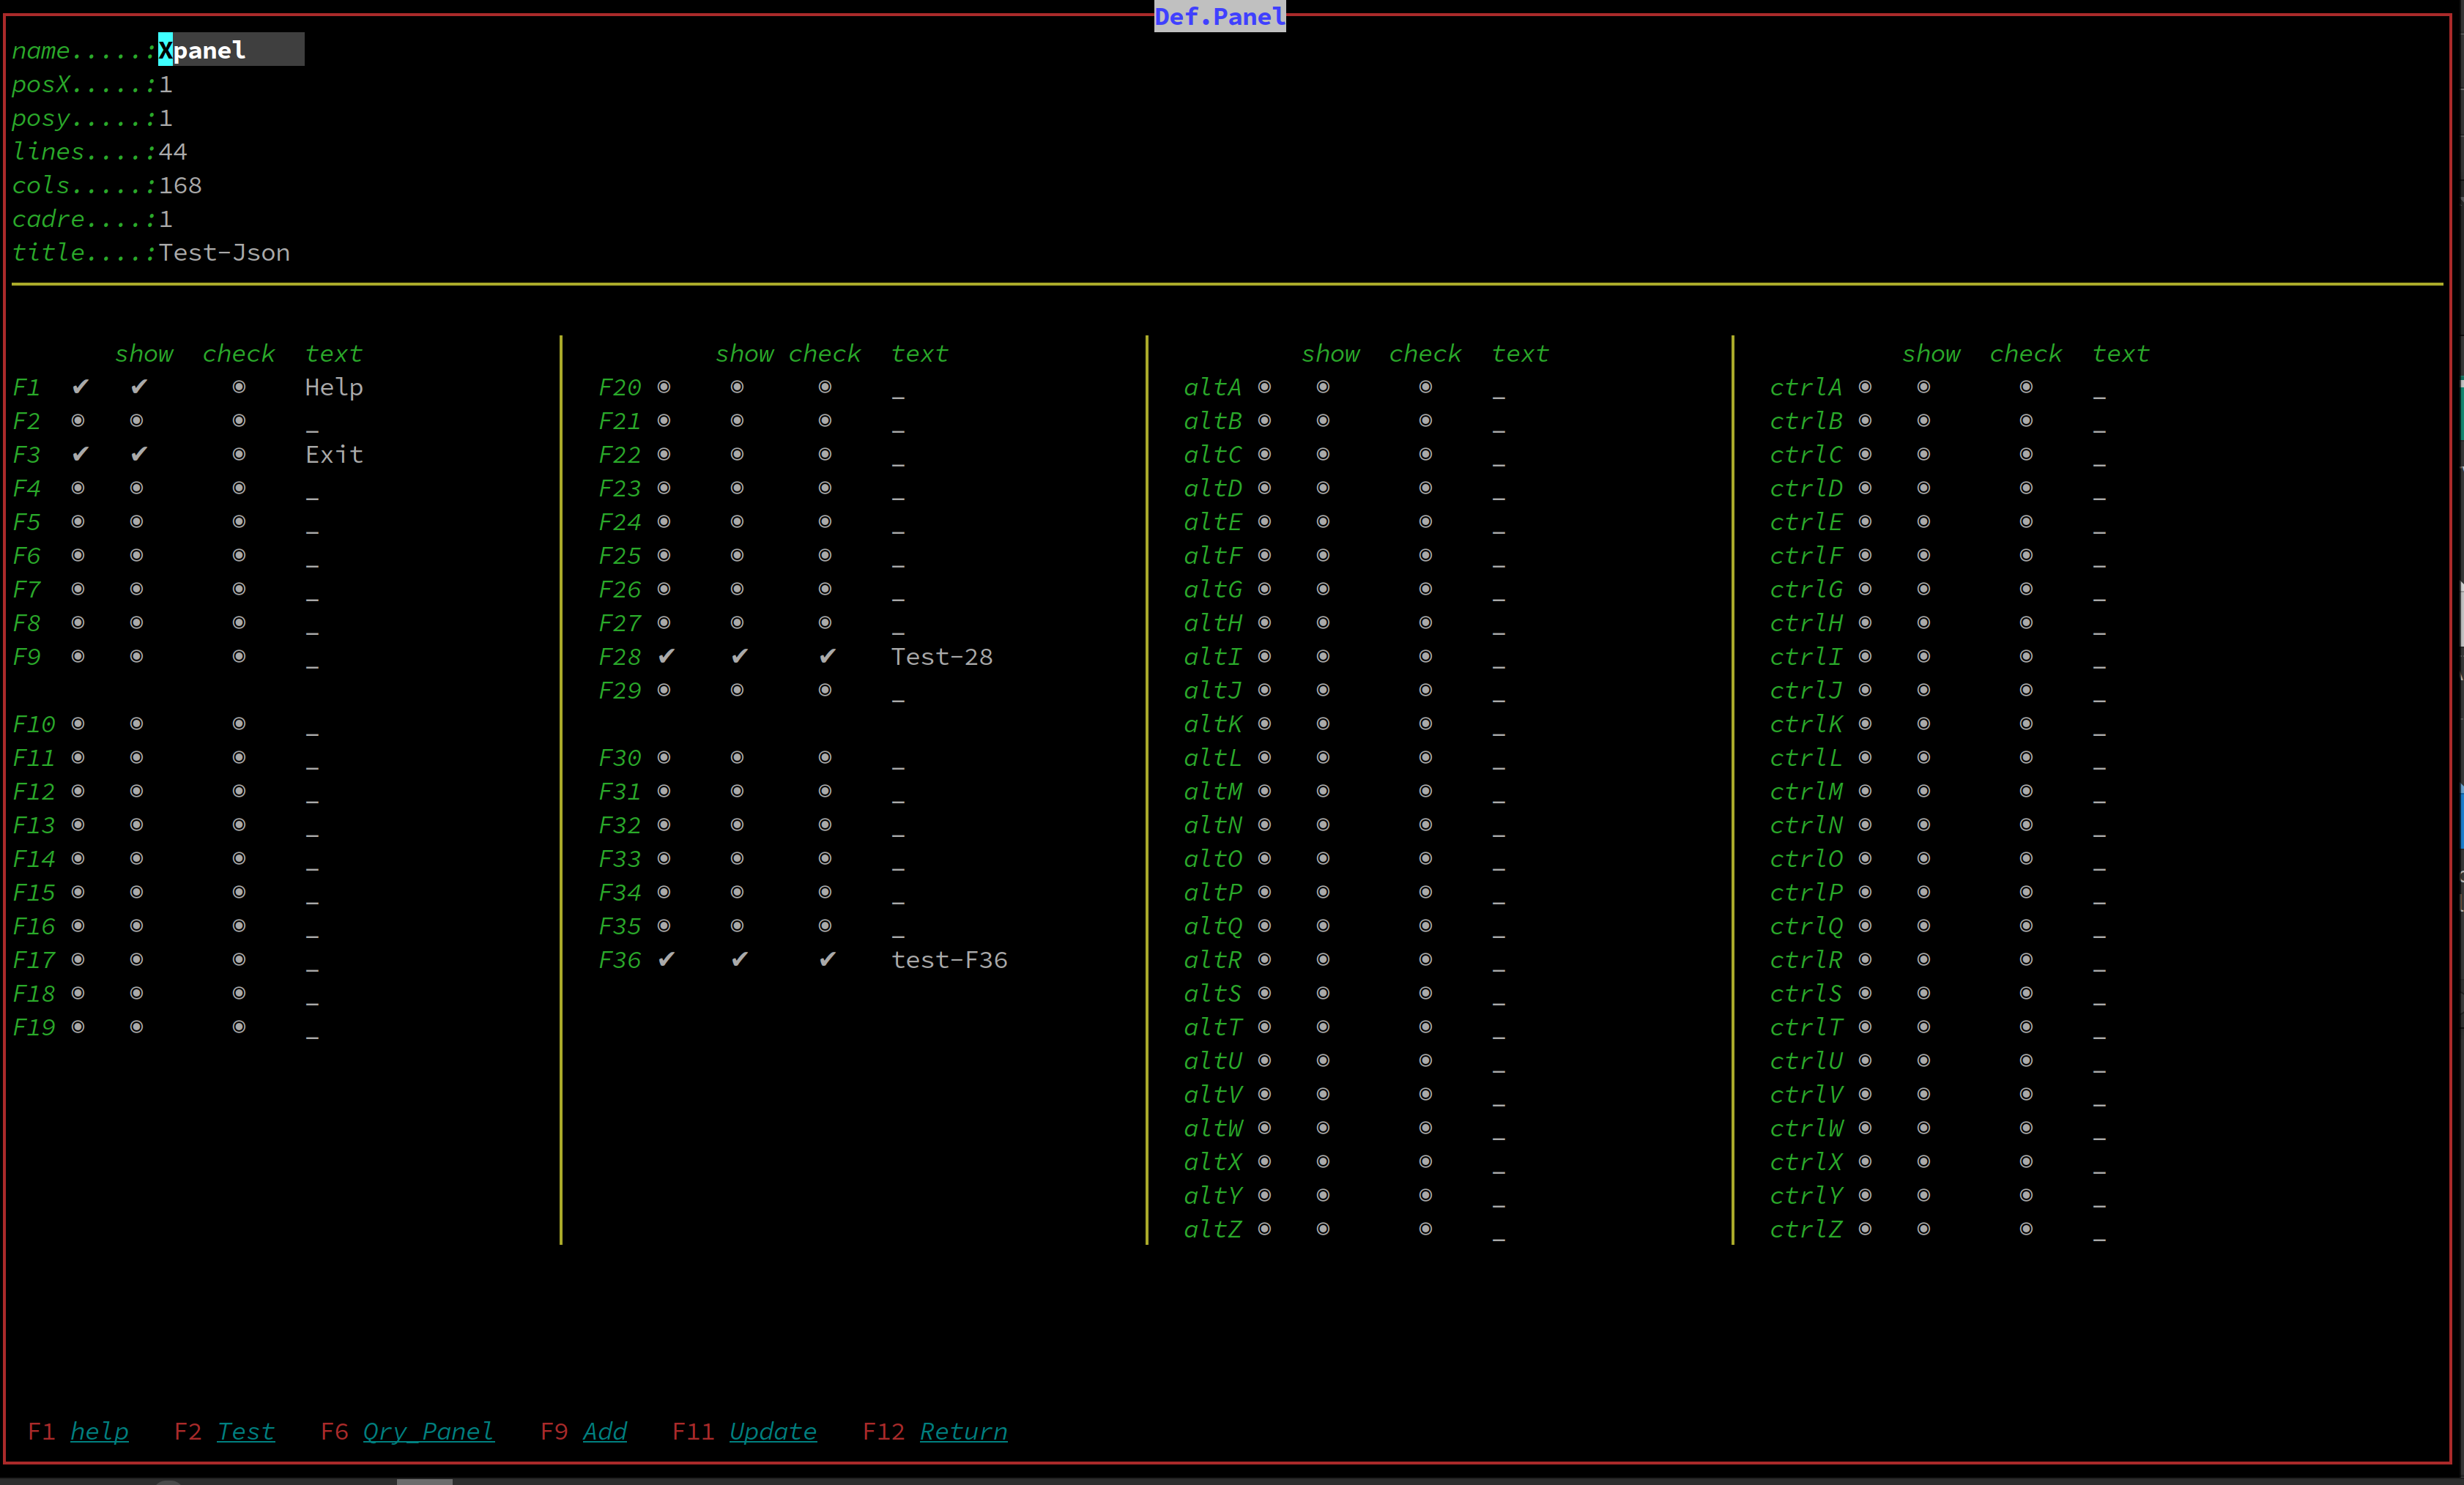 Def.Panel
name.....:Xpanel
posX.....:1
posy.....:1
lines....:44
cols.....:168
cadre....:1
title....:Test-Json
show check text show check text show check text show check text
F1 ✔ ✔ ◉ Help F20 ◉ ◉ ◉ _ altA ◉ ◉ ◉ _ ctrlA ◉ ◉ ◉ _
F2 ◉ ◉ ◉ _ F21 ◉ ◉ ◉ _ altB ◉ ◉ ◉ _ ctrlB ◉ ◉ ◉ _
F3 ✔ ✔ ◉ Exit F22 ◉ ◉ ◉ _ altC ◉ ◉ ◉ _ ctrlC ◉ ◉ ◉ _
F4 ◉ ◉ ◉ _ F23 ◉ ◉ ◉ _ altD ◉ ◉ ◉ _ ctrlD ◉ ◉ ◉ _
F5 ◉ ◉ ◉ _ F24 ◉ ◉ ◉ _ altE ◉ ◉ ◉ _ ctrlE ◉ ◉ ◉ _
F6 ◉ ◉ ◉ _ F25 ◉ ◉ ◉ _ altF ◉ ◉ ◉ _ ctrlF ◉ ◉ ◉ _
F7 ◉ ◉ ◉ _ F26 ◉ ◉ ◉ _ altG ◉ ◉ ◉ _ ctrlG ◉ ◉ ◉ _
F8 ◉ ◉ ◉ _ F27 ◉ ◉ ◉ _ altH ◉ ◉ ◉ _ ctrlH ◉ ◉ ◉ _
F9 ◉ ◉ ◉ _ F28 ✔ ✔ ✔ Test-28 altI ◉ ◉ ◉ _ ctrlI ◉ ◉ ◉ _
F29 ◉ ◉ ◉ _ altJ ◉ ◉ ◉ _ ctrlJ ◉ ◉ ◉ _
F10 ◉ ◉ ◉ _ altK ◉ ◉ ◉ _ ctrlK ◉ ◉ ◉ _
F11 ◉ ◉ ◉ _ F30 ◉ ◉ ◉ _ altL ◉ ◉ ◉ _ ctrlL ◉ ◉ ◉ _
F12 ◉ ◉ ◉ _ F31 ◉ ◉ ◉ _ altM ◉ ◉ ◉ _ ctrlM ◉ ◉ ◉ _
F13 ◉ ◉ ◉ _ F32 ◉ ◉ ◉ _ altN ◉ ◉ ◉ _ ctrlN ◉ ◉ ◉ _
F14 ◉ ◉ ◉ _ F33 ◉ ◉ ◉ _ altO ◉ ◉ ◉ _ ctrlO ◉ ◉ ◉ _
F15 ◉ ◉ ◉ _ F34 ◉ ◉ ◉ _ altP ◉ ◉ ◉ _ ctrlP ◉ ◉ ◉ _
F16 ◉ ◉ ◉ _ F35 ◉ ◉ ◉ _ altQ ◉ ◉ ◉ _ ctrlQ ◉ ◉ ◉ _
F17 ◉ ◉ ◉ _ F36 ✔ ✔ ✔ test-F36 altR ◉ ◉ ◉ _ ctrlR ◉ ◉ ◉ _
F18 ◉ ◉ ◉ _ altS ◉ ◉ ◉ _ ctrlS ◉ ◉ ◉ _
F19 ◉ ◉ ◉ _ altT ◉ ◉ ◉ _ ctrlT ◉ ◉ ◉ _
altU ◉ ◉ ◉ _ ctrlU ◉ ◉ ◉ _
altV ◉ ◉ ◉ _ ctrlV ◉ ◉ ◉ _
altW ◉ ◉ ◉ _ ctrlW ◉ ◉ ◉ _
altX ◉ ◉ ◉ _ ctrlX ◉ ◉ ◉ _
altY ◉ ◉ ◉ _ ctrlY ◉ ◉ ◉ _
altZ ◉ ◉ ◉ _ ctrlZ ◉ ◉ ◉ _
F1 help F2 Test F6 Qry_Panel F9 Add F11 Update F12 Return